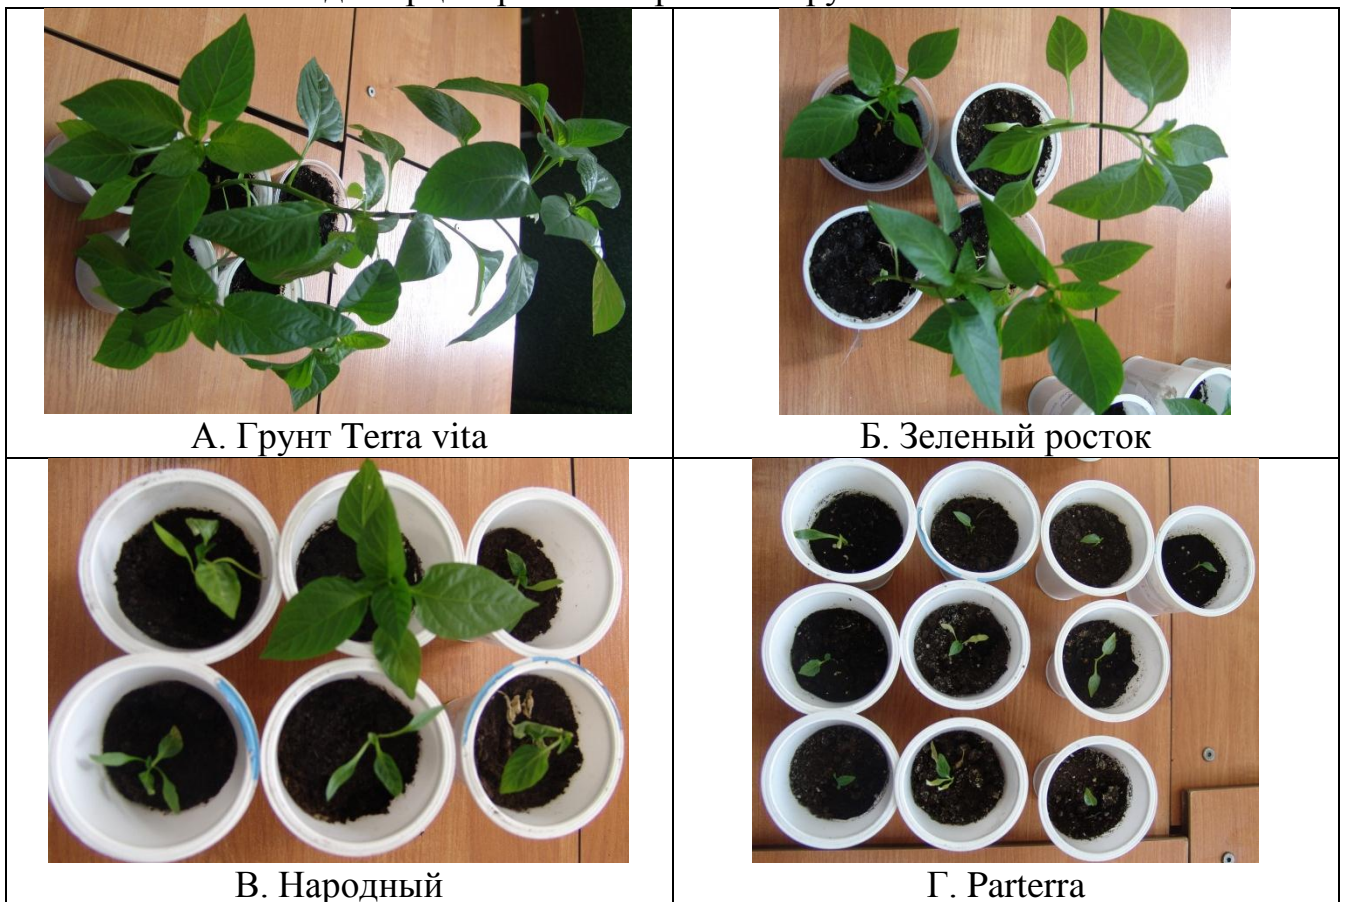 А. Грунт Terra vita
Б. Зеленый росток
В. Народный
Г. Parterra